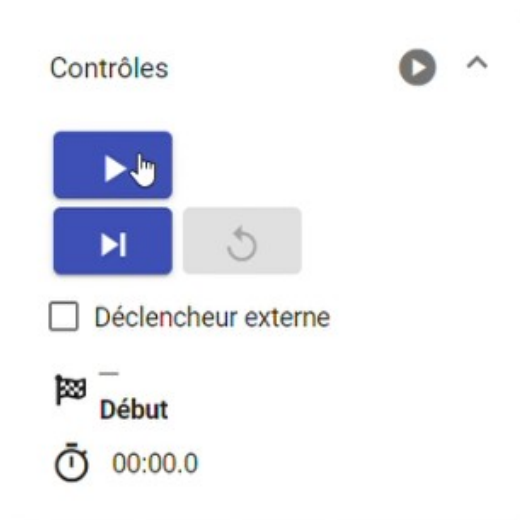 Contrôles
Déclencheur externe
—
Début
00:00.0